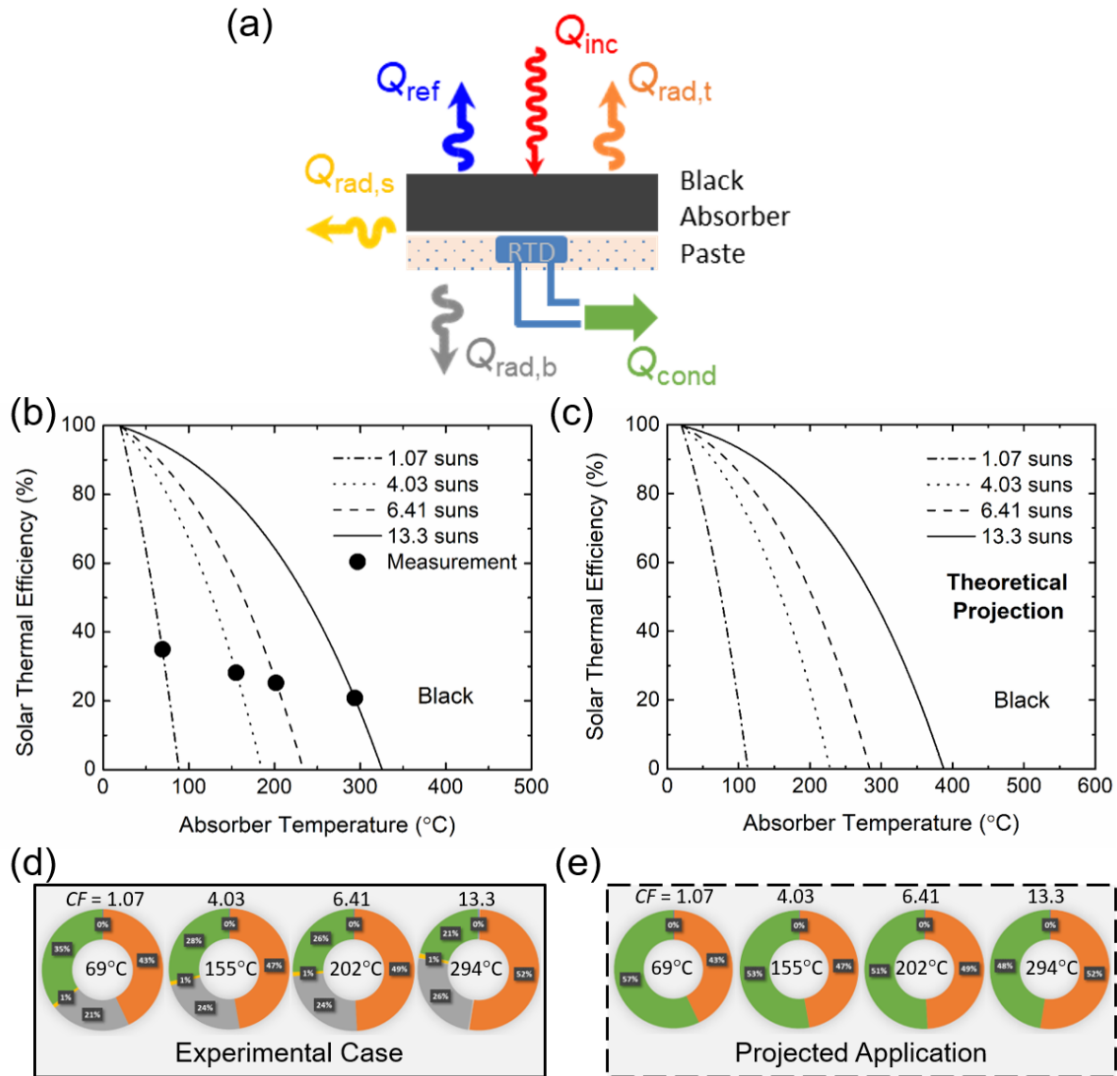 (a)
Qinc
Qref
Qrad,t
Qrad,s
Black
Absorber
RTD
Paste
Qrad,b
Qcond
(b)
Solar Thermal Efficiency (%)
100
80
60
40
20
0
1.07 suns
4.03 suns
6.41 suns
13.3 suns
Measurement
Black
0 100 200 300 400 500
Absorber Temperature (°C)
(c)
Solar Thermal Efficiency (%)
100
80
60
40
20
0
1.07 suns
4.03 suns
6.41 suns
13.3 suns
Theoretical
Projection
Black
0 100 200 300 400 500 600
Absorber Temperature (°C)
(d)
CF = 1.07 4.03 6.41 13.3
0% 43% 21% 1% 35% 69°C
0% 47% 24% 1% 28% 155°C
0% 49% 24% 1% 26% 202°C
0% 52% 26% 1% 21% 294°C
Experimental Case
(e)
CF = 1.07 4.03 6.41 13.3
0% 43% 57% 69°C
0% 47% 53% 155°C
0% 49% 51% 202°C
0% 52% 48% 294°C
Projected Application